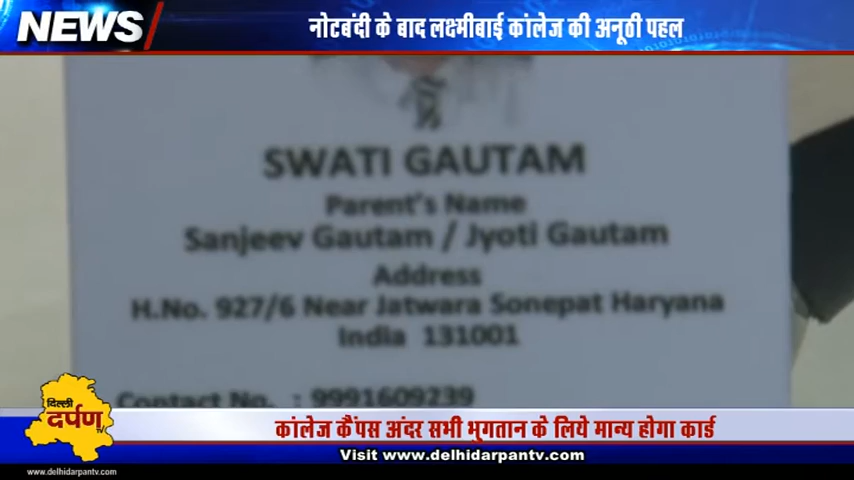 NEWS
नोटबंदी के बाद लक्ष्मीबाई कांलेज की अनूठी पहल
SWATI GAUTAM
Parent's Name
Sanjeev Gautam / Jyoti Gautam
Address
H.No. 927/6 Near Jatwara Sonepat Haryana
India 131001
Contact No. : 9991609239
दिल्ली
दर्पण
TV
कांलेज कैंपस अंदर सभी भुगतान के लिये मान्य होगा कार्ड
Visit www.delhidarpantv.com
www.delhidarpantv.com